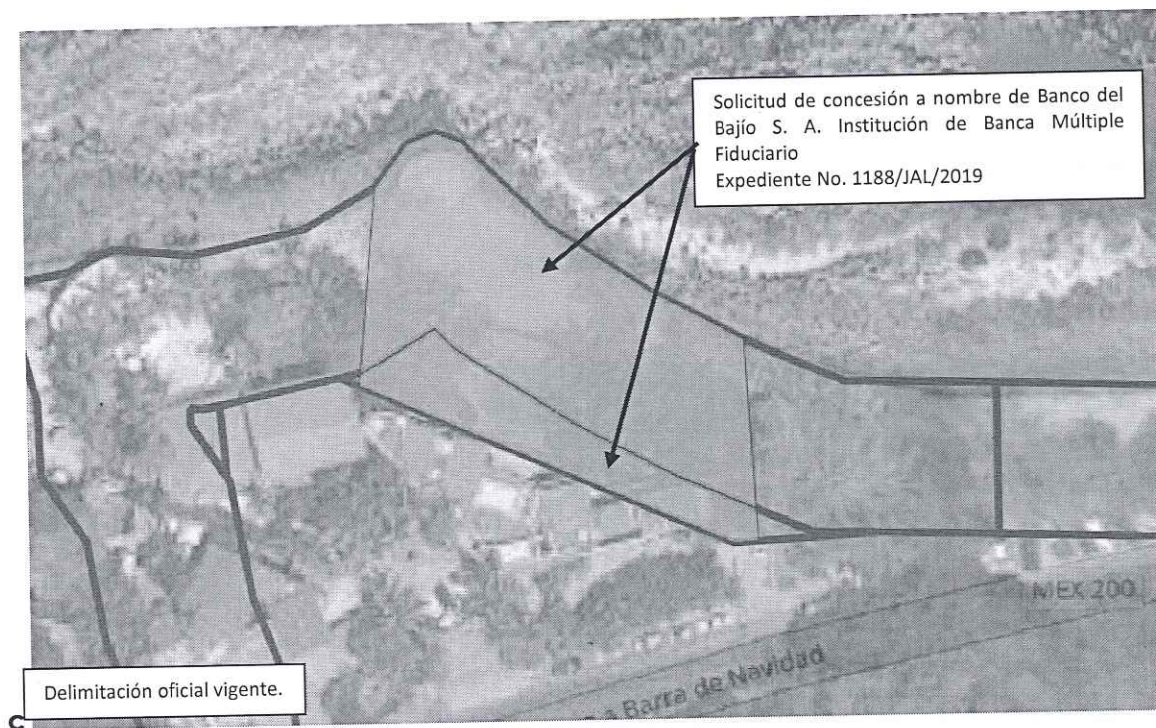 Solicitud de concesión a nombre de Banco del
Bajío S. A. Institución de Banca Múltiple
Fiduciario
Expediente No. 1188/JAL/2019
MEX 200
a Barra de Navidad
Delimitación oficial vigente.